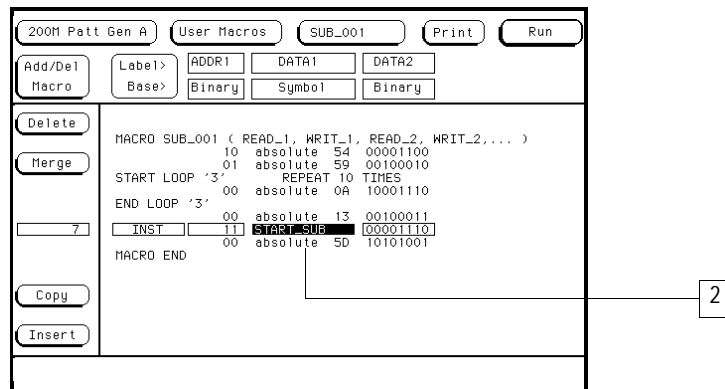 200M Patt Gen A User Macros SUB_001 Print Run
Add/Del Macro
Label> ADDR1 DATA1 DATA2
Base> Binary Symbol Binary
Delete
MACRO SUB_001 ( READ_1, WRIT_1, READ_2, WRIT_2,... )
10 absolute 54 00001100
Merge
01 absolute 59 00100010
START LOOP '3' REPEAT 10 TIMES
00 absolute 0A 10001110
END LOOP '3'
00 absolute 13 00100011
7 INST 11 START_SUB 00001110
00 absolute 5D 10101001
MACRO END
Copy
2
Insert